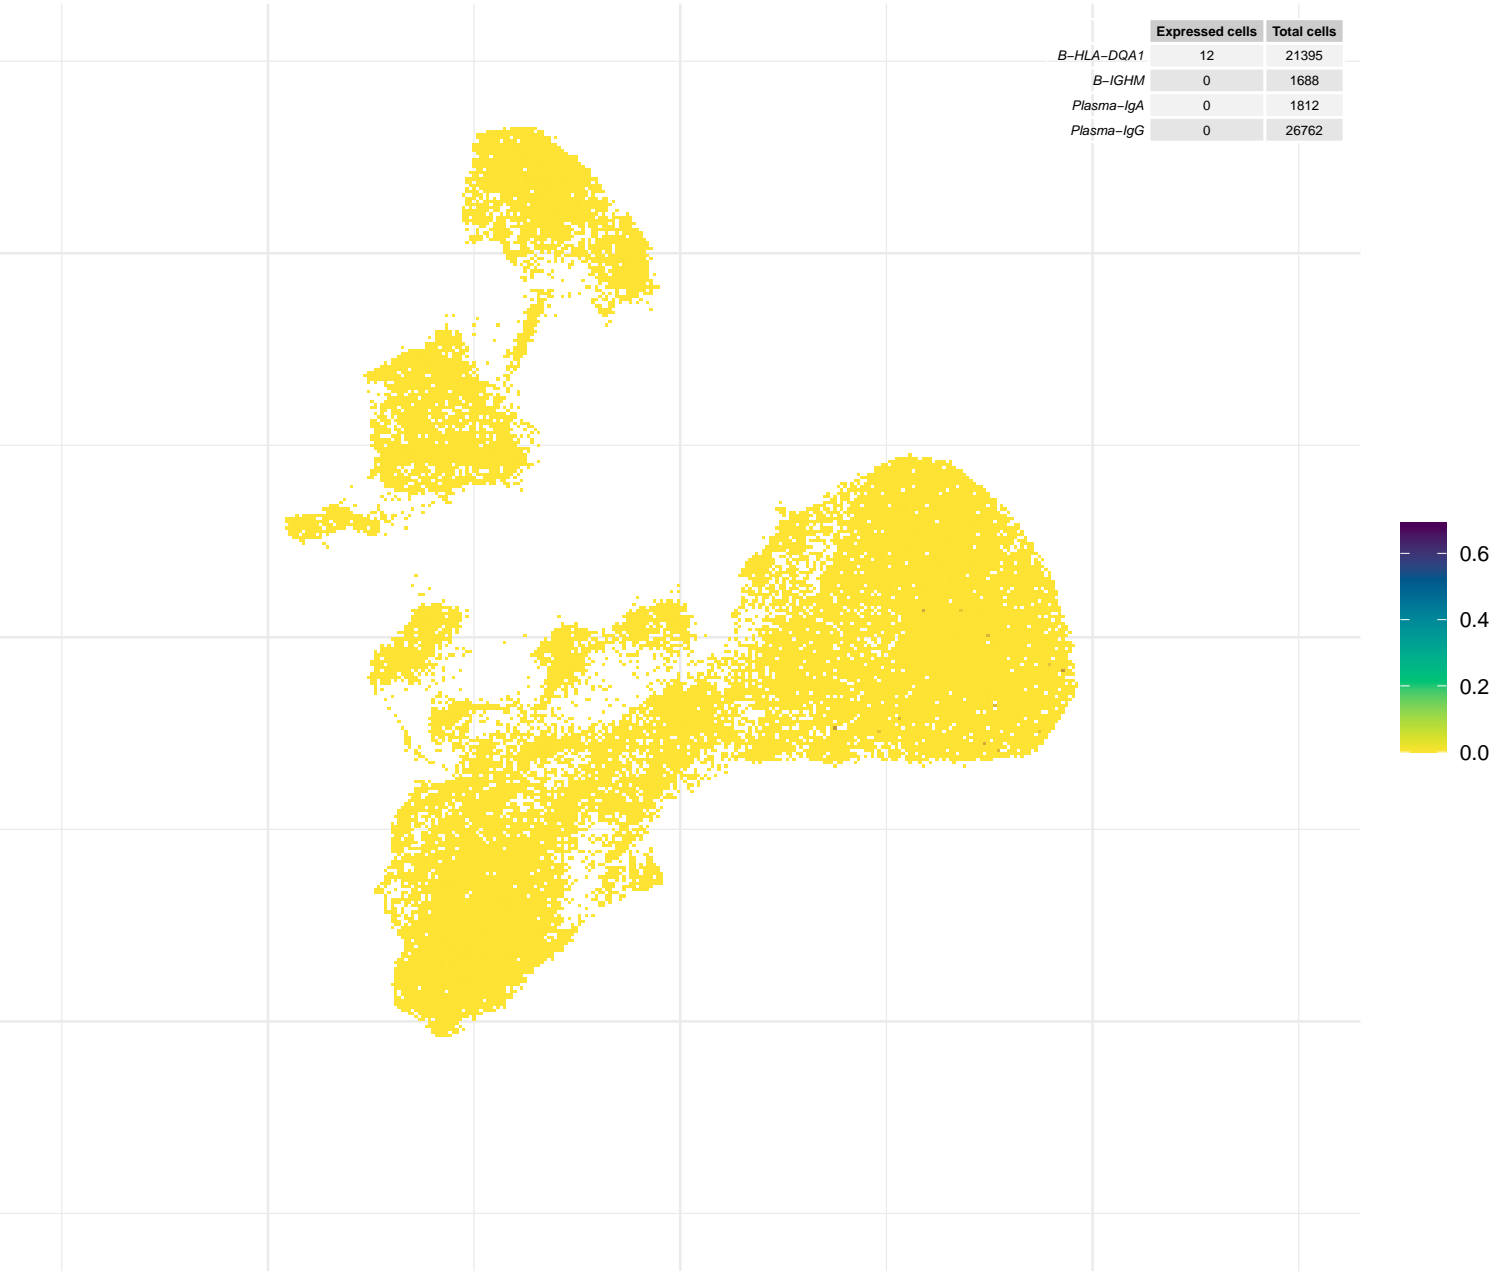 Expressed cells Total cells
B−HLA−DQA1 12 21395
B−IGHM 0 1688
Plasma−IgA 0 1812
Plasma−IgG 0 26762
0.6
0.4
0.2
0.0